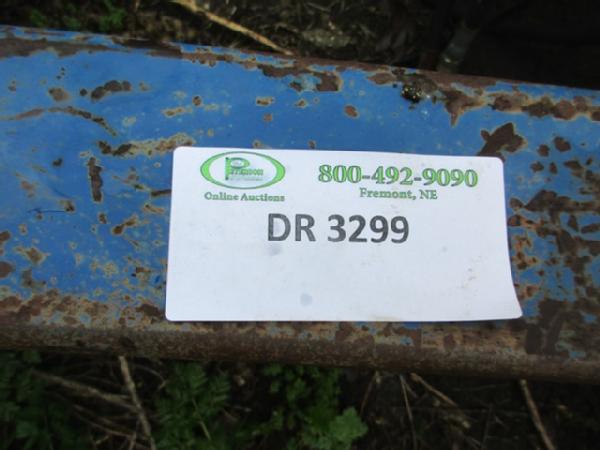 800-492-9090
Online Auctions
Fremont, NE
DR 3299